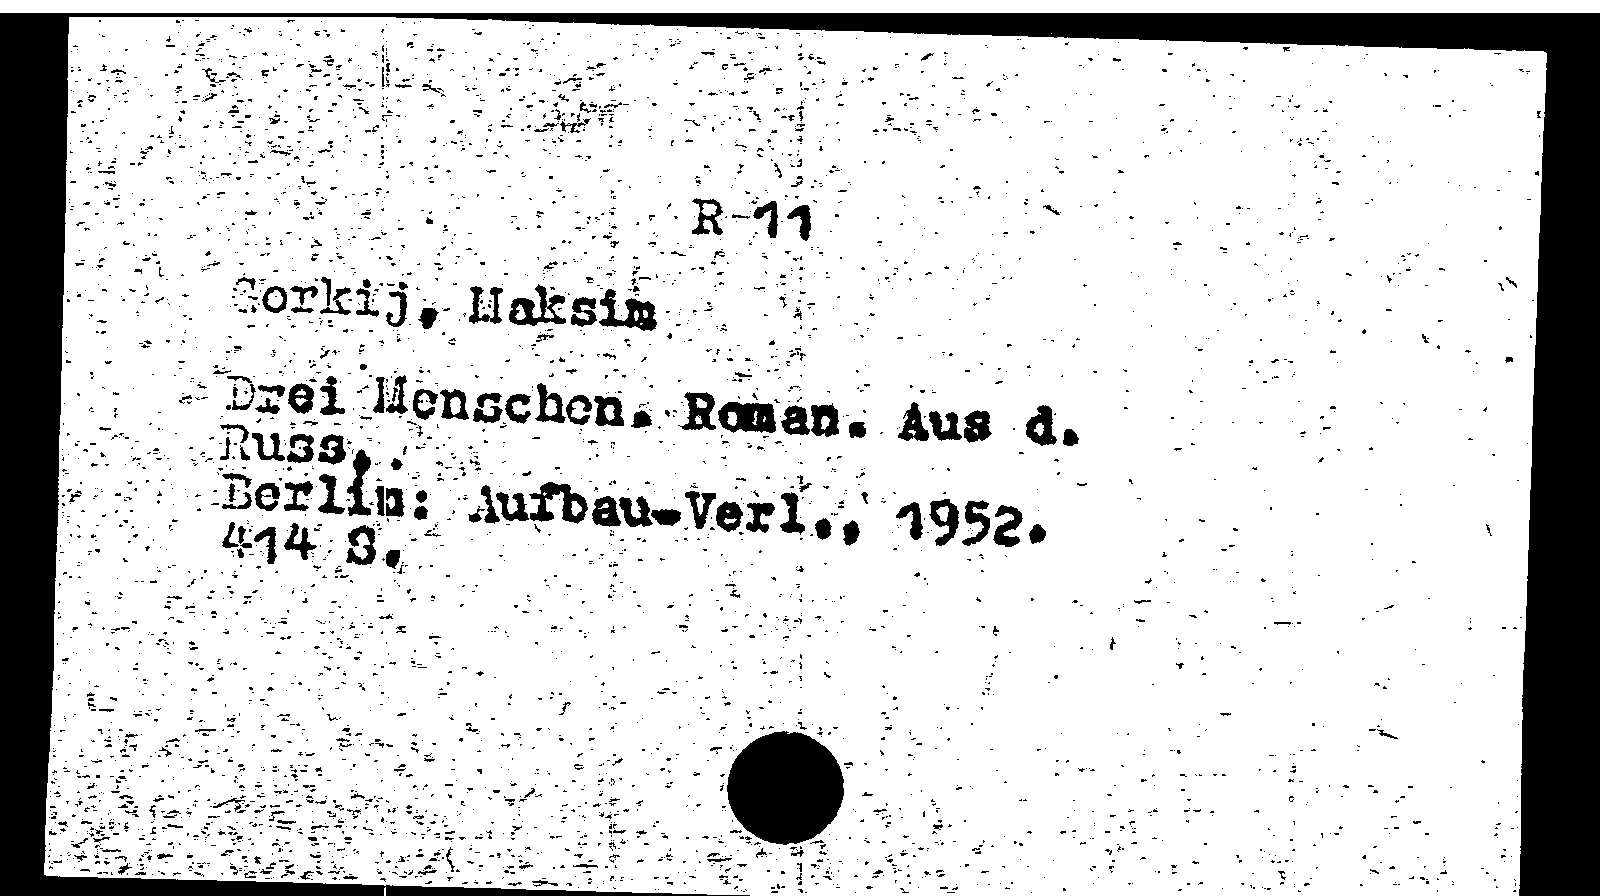 R-11
Gorkij, Maksim
Drei Menschen. Roman. Aus d.
Russ..
Berlin: Aufbau-Verl., 1952.
414 S.